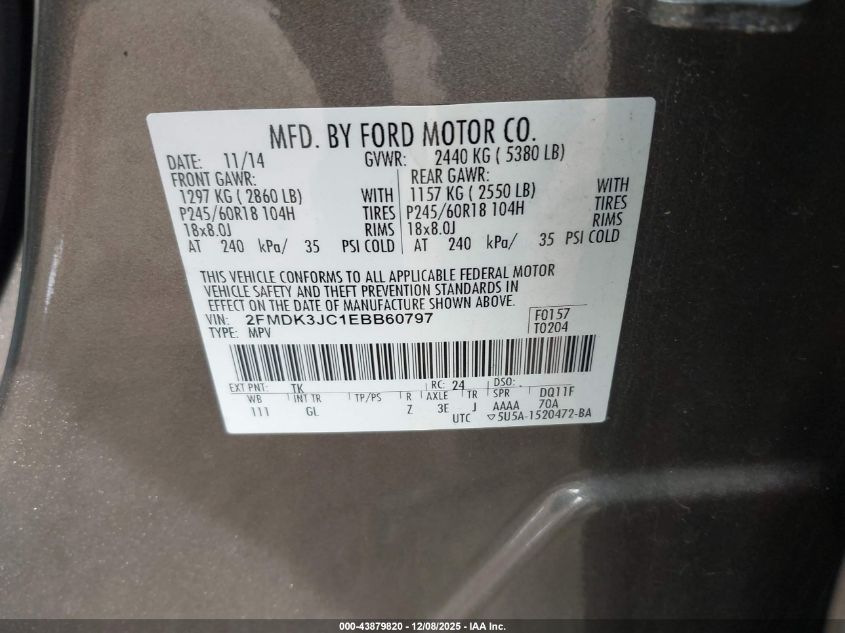 MFD. BY FORD MOTOR CO.
DATE: 11/14 GVWR: 2440 KG ( 5380 LB)
FRONT GAWR: REAR GAWR:
1297 KG ( 2860 LB) WITH 1157 KG ( 2550 LB) WITH
P245/60R18 104H TIRES P245/60R18 104H TIRES
18x8.0J RIMS 18x8.0J RIMS
AT 240 kPa/ 35 PSI COLD AT 240 kPa/ 35 PSI COLD
THIS VEHICLE CONFORMS TO ALL APPLICABLE FEDERAL MOTOR
VEHICLE SAFETY AND THEFT PREVENTION STANDARDS IN
EFFECT ON THE DATE OF MANUFACTURE SHOWN ABOVE.
VIN: 2FMDK3JC1EBB60797 F0157
TYPE: MPV T0204
EXT PNT: TK RC: 24 DSO:
WB INT TR TP/PS R AXLE TR SPR DQ11F
111 GL Z 3E J AAAA 70A
UTC ▽5U5A-1520472-BA
000-43879820 - 12/08/2025 - IAA Inc.